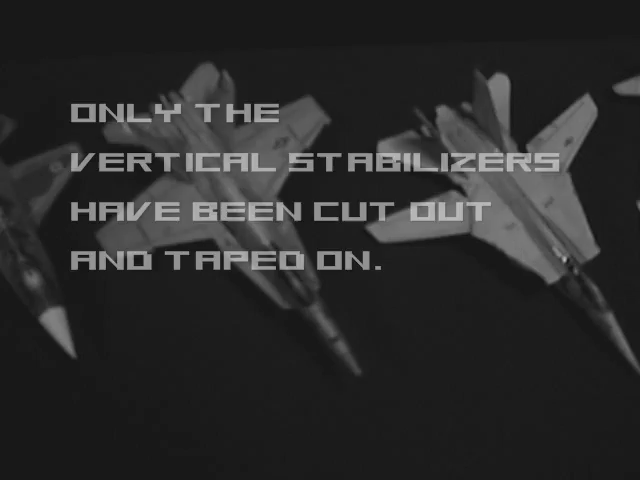 ONLY THE
VERTICAL STABILIZERS
HAVE BEEN CUT OUT
AND TAPED ON.